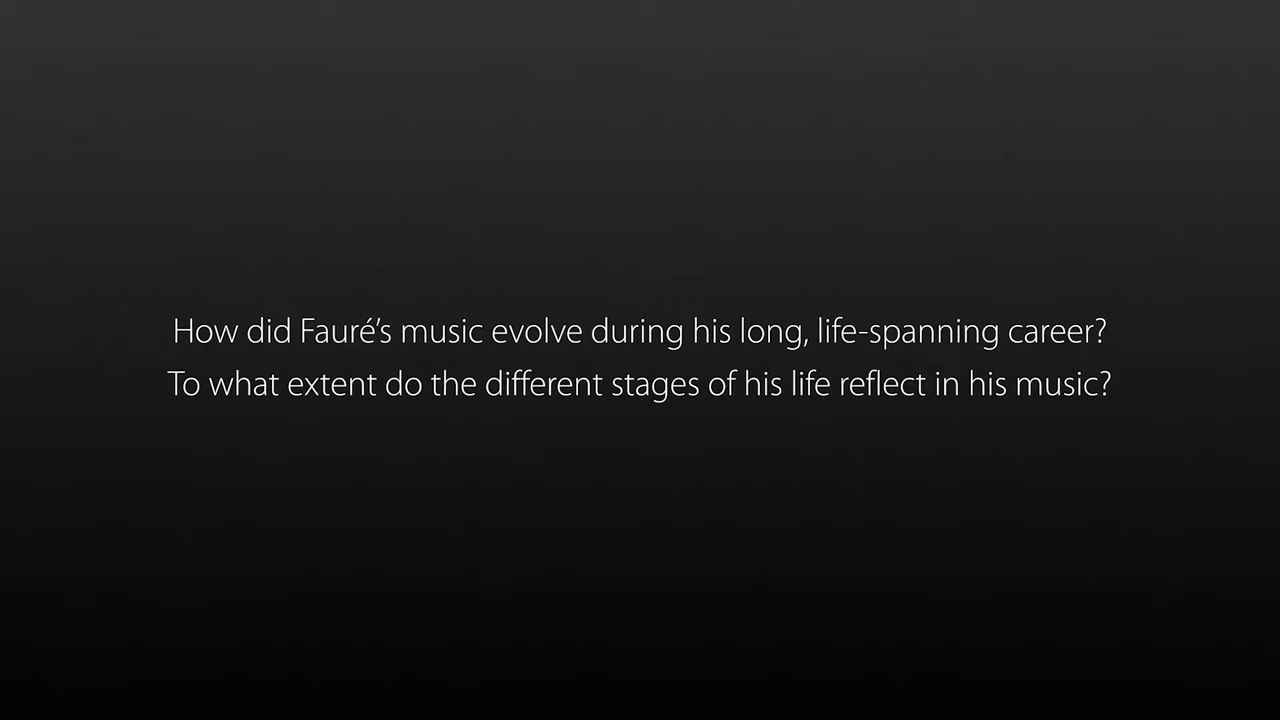 How did Fauré’s music evolve during his long, life-spanning career?
To what extent do the different stages of his life reflect in his music?